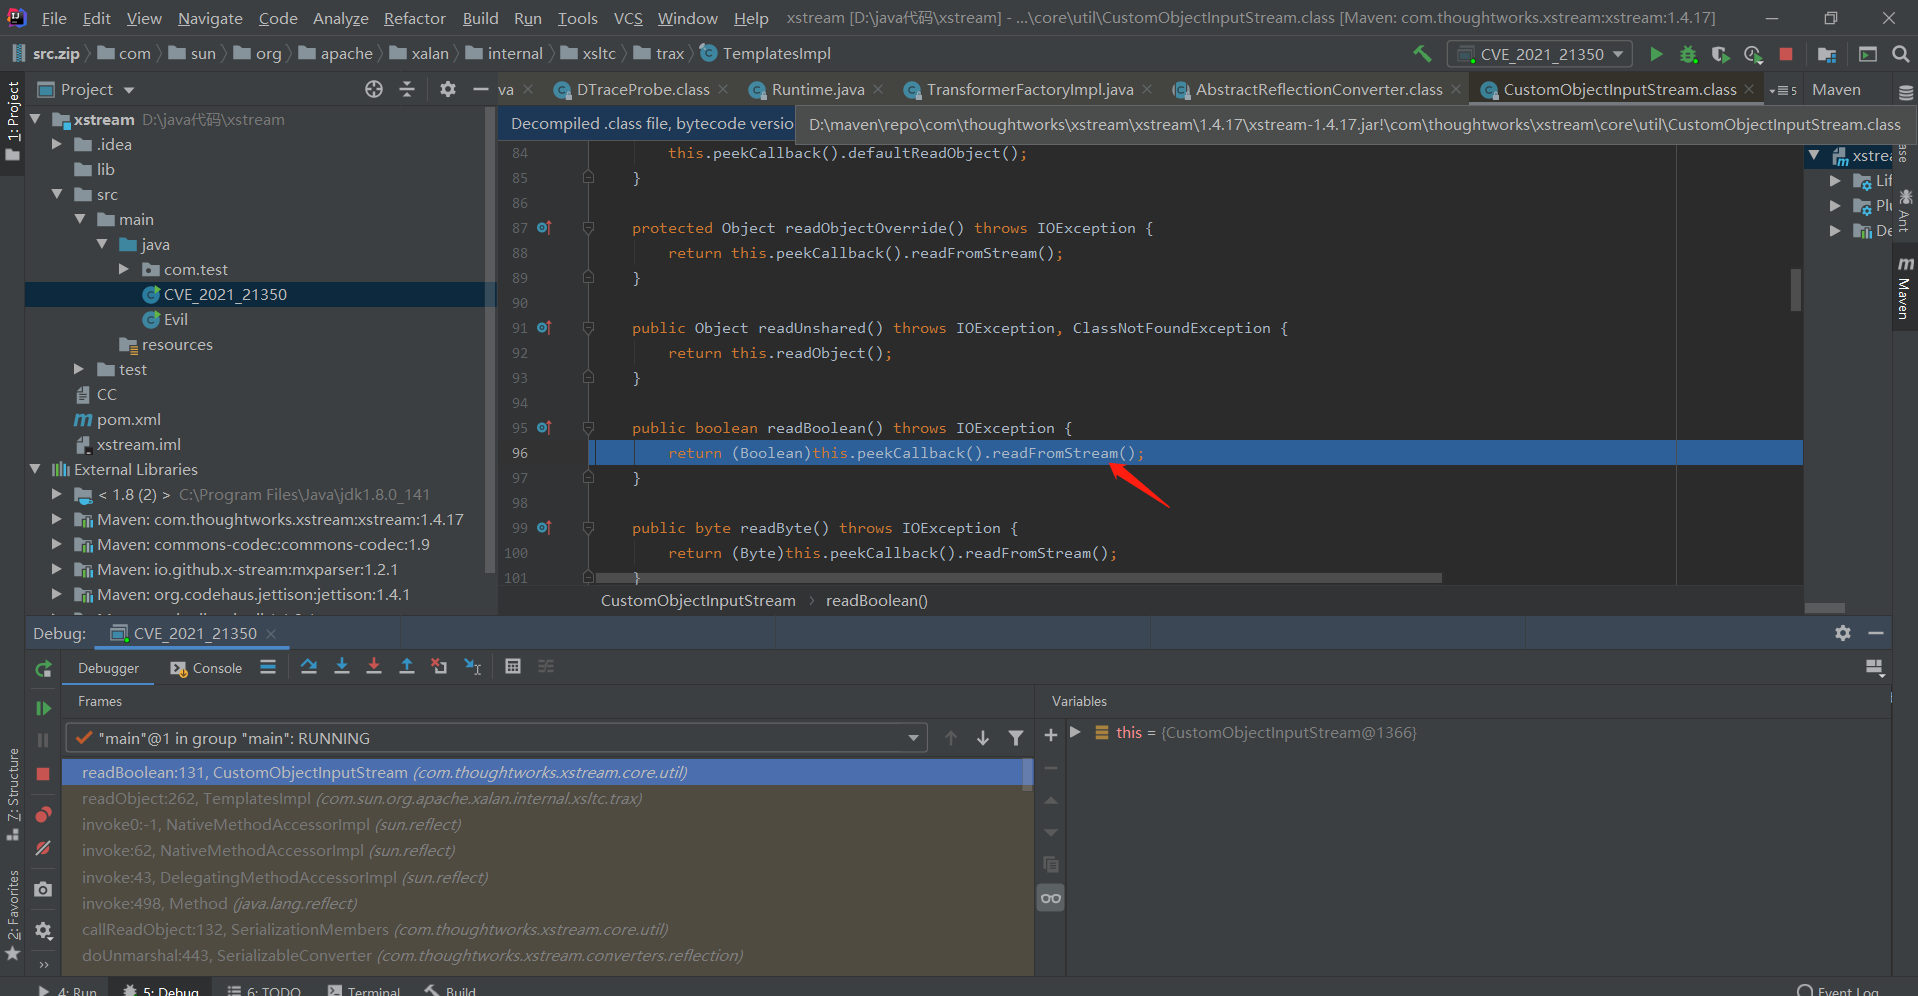 File Edit View Navigate Code Analyze Refactor Build Run Tools VCS Window Help xstream [D:\java代码\xstream] - ...\core\util\CustomObjectInputStream.class [Maven: com.thoughtworks.xstream:xstream:1.4.17]
src.zip com sun org apache xalan internal xsltc trax TemplatesImpl CVE_2021_21350
1: Project
Project
va DTraceProbe.class Runtime.java TransformerFactoryImpl.java AbstractReflectionConverter.class CustomObjectInputStream.class 5 Maven
Decompiled .class file, bytecode versio
D:\maven\repo\com\thoughtworks\xstream\xstream\1.4.17\xstream-1.4.17.jar!\com\thoughtworks\xstream\core\util\CustomObjectInputStream.class
xstream D:\java代码\xstream
.idea
lib
src
main
java
com.test
CVE_2021_21350
Evil
resources
test
CC
pom.xml
xstream.iml
External Libraries
< 1.8 (2) > C:\Program Files\Java\jdk1.8.0_141
Maven: com.thoughtworks.xstream:xstream:1.4.17
Maven: commons-codec:commons-codec:1.9
Maven: io.github.x-stream:mxparser:1.2.1
Maven: org.codehaus.jettison:jettison:1.4.1
84 this.peekCallback().defaultReadObject();
85 }
86
87 protected Object readObjectOverride() throws IOException {
88 return this.peekCallback().readFromStream();
89 }
90
91 public Object readUnshared() throws IOException, ClassNotFoundException {
92 return this.readObject();
93 }
94
95 public boolean readBoolean() throws IOException {
96 return (Boolean)this.peekCallback().readFromStream();
97 }
98
99 public byte readByte() throws IOException {
100 return (Byte)this.peekCallback().readFromStream();
101 }
CustomObjectInputStream readBoolean()
xstrea
Lif
Plu
De
ase
Ant
Maven
Debug: CVE_2021_21350
Debugger Console
Frames
Variables
"main"@1 in group "main": RUNNING
this = {CustomObjectInputStream@1366}
readBoolean:131, CustomObjectInputStream (com.thoughtworks.xstream.core.util)
readObject:262, TemplatesImpl (com.sun.org.apache.xalan.internal.xsltc.trax)
invoke0:-1, NativeMethodAccessorImpl (sun.reflect)
invoke:62, NativeMethodAccessorImpl (sun.reflect)
invoke:43, DelegatingMethodAccessorImpl (sun.reflect)
invoke:498, Method (java.lang.reflect)
callReadObject:132, SerializationMembers (com.thoughtworks.xstream.core.util)
doUnmarshal:443, SerializableConverter (com.thoughtworks.xstream.converters.reflection)
Z: Structure
2: Favorites
4: Run 5: Debug 6: TODO Terminal Build Event Log